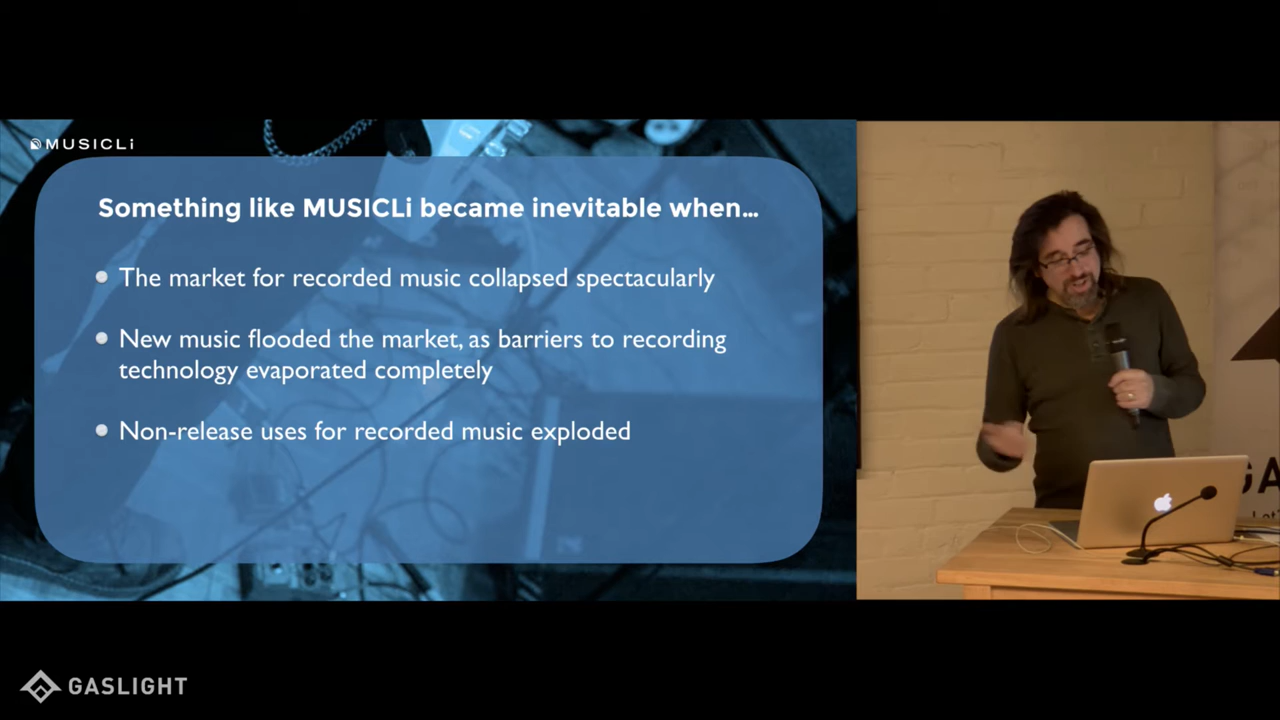 MUSICLi
Something like MUSICLi became inevitable when...
The market for recorded music collapsed spectacularly
New music flooded the market, as barriers to recording
technology evaporated completely
Non-release uses for recorded music exploded
GA
GASLIGHT